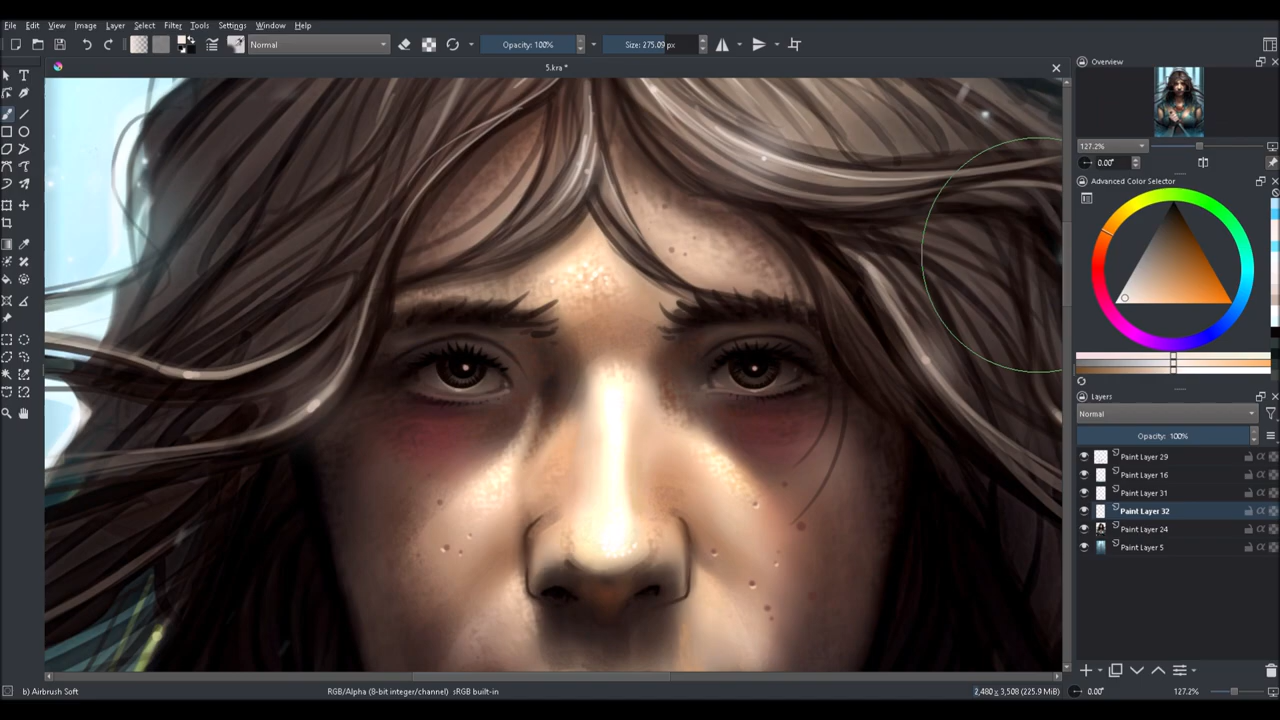 File Edit View Image Layer Select Filter Tools Settings Window Help
Normal Opacity: 100% Size: 275.09 px
5.kra *
Overview
127.2%
0.00°
Advanced Color Selector
Layers
Normal
Opacity: 100%
Paint Layer 29
Paint Layer 16
Paint Layer 31
Paint Layer 32
Paint Layer 24
Paint Layer 5
b) Airbrush Soft RGB/Alpha (8-bit integer/channel) sRGB built-in 2,480 x 3,508 (225.9 MiB) 0.00° 127.2%